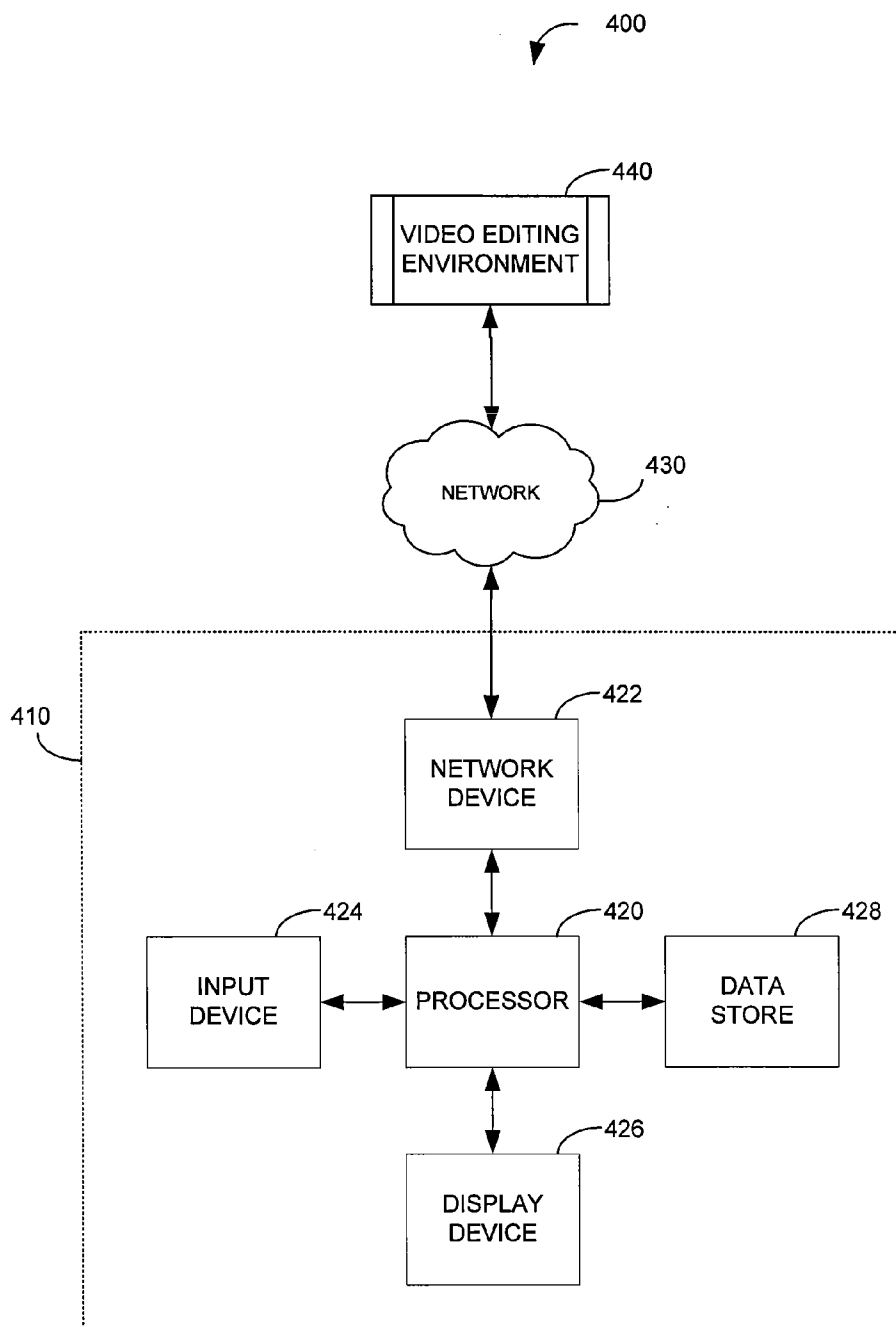 400
440
VIDEO EDITING
ENVIRONMENT
NETWORK
430
410
422
NETWORK
DEVICE
424
420
428
INPUT
DEVICE
PROCESSOR
DATA
STORE
426
DISPLAY
DEVICE